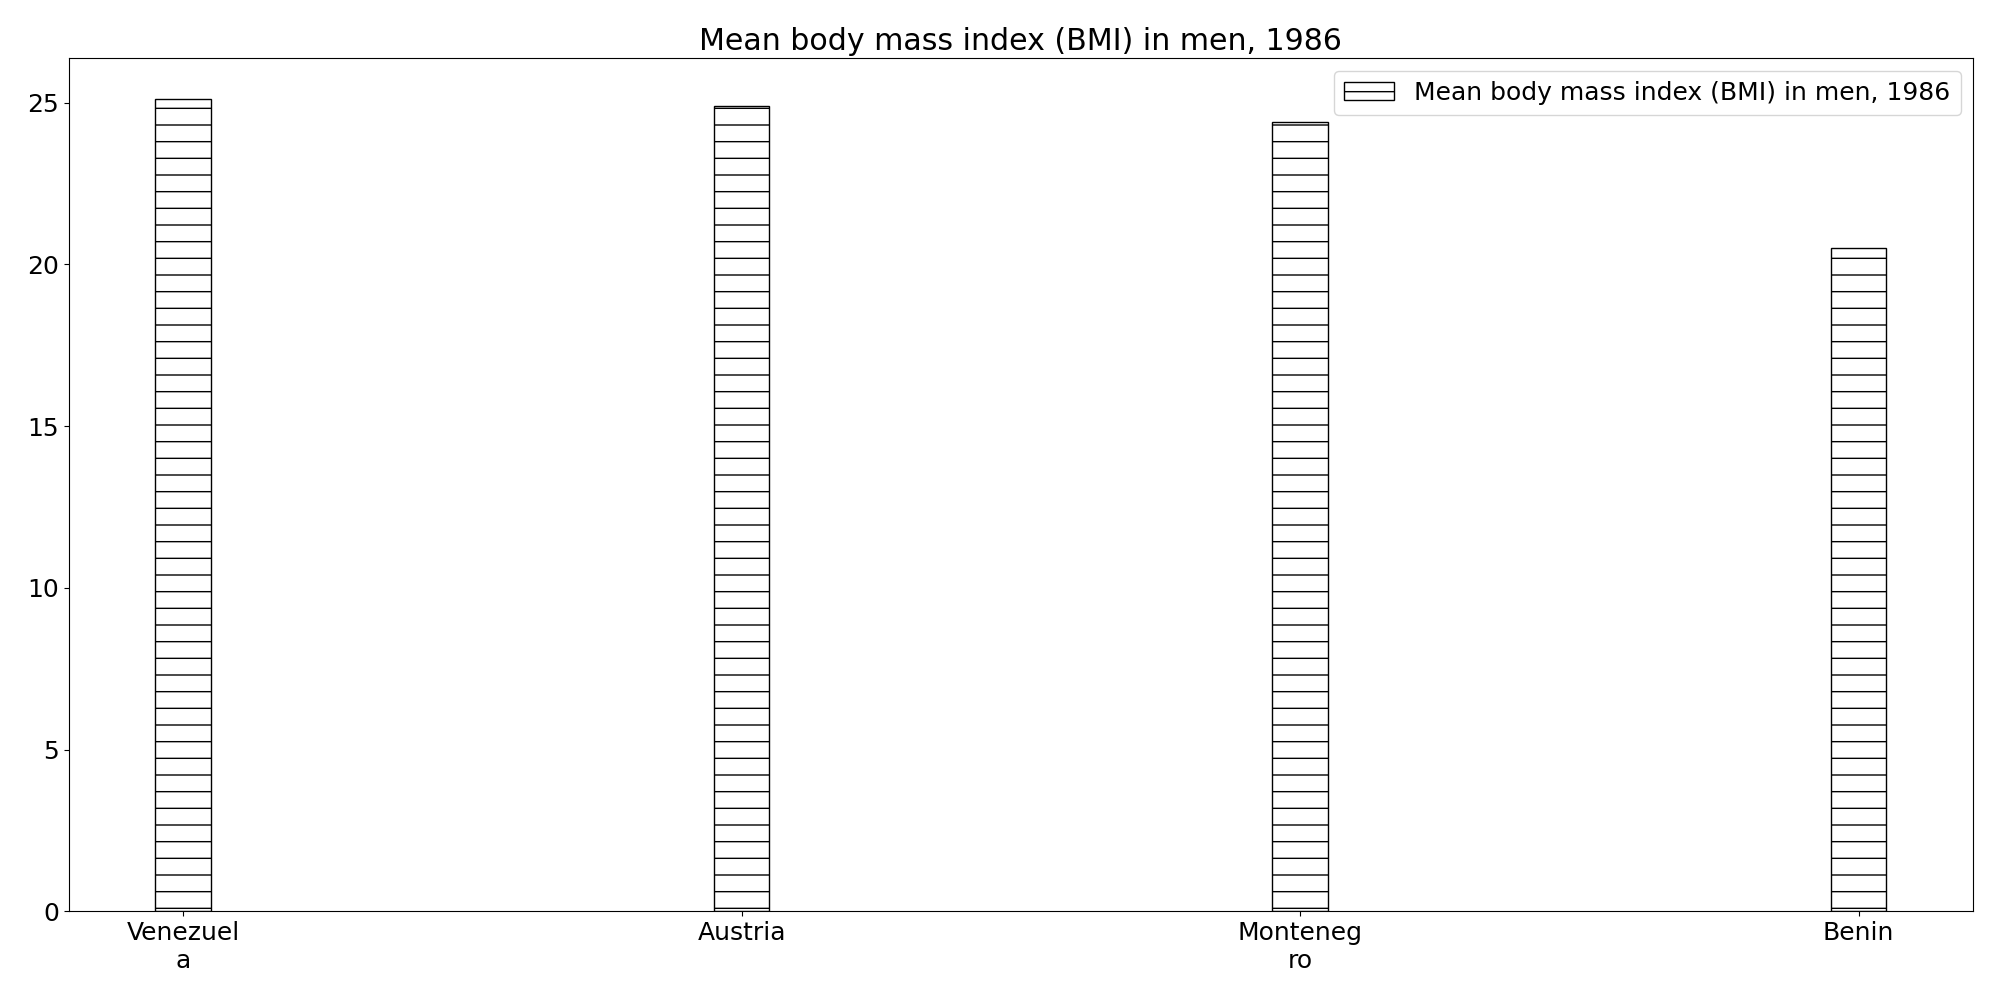 Mean body mass index (BMI) in men, 1986
Mean body mass index (BMI) in men, 1986
25
20
15
10
5
0
Venezuel
a
Austria
Monteneg
ro
Benin